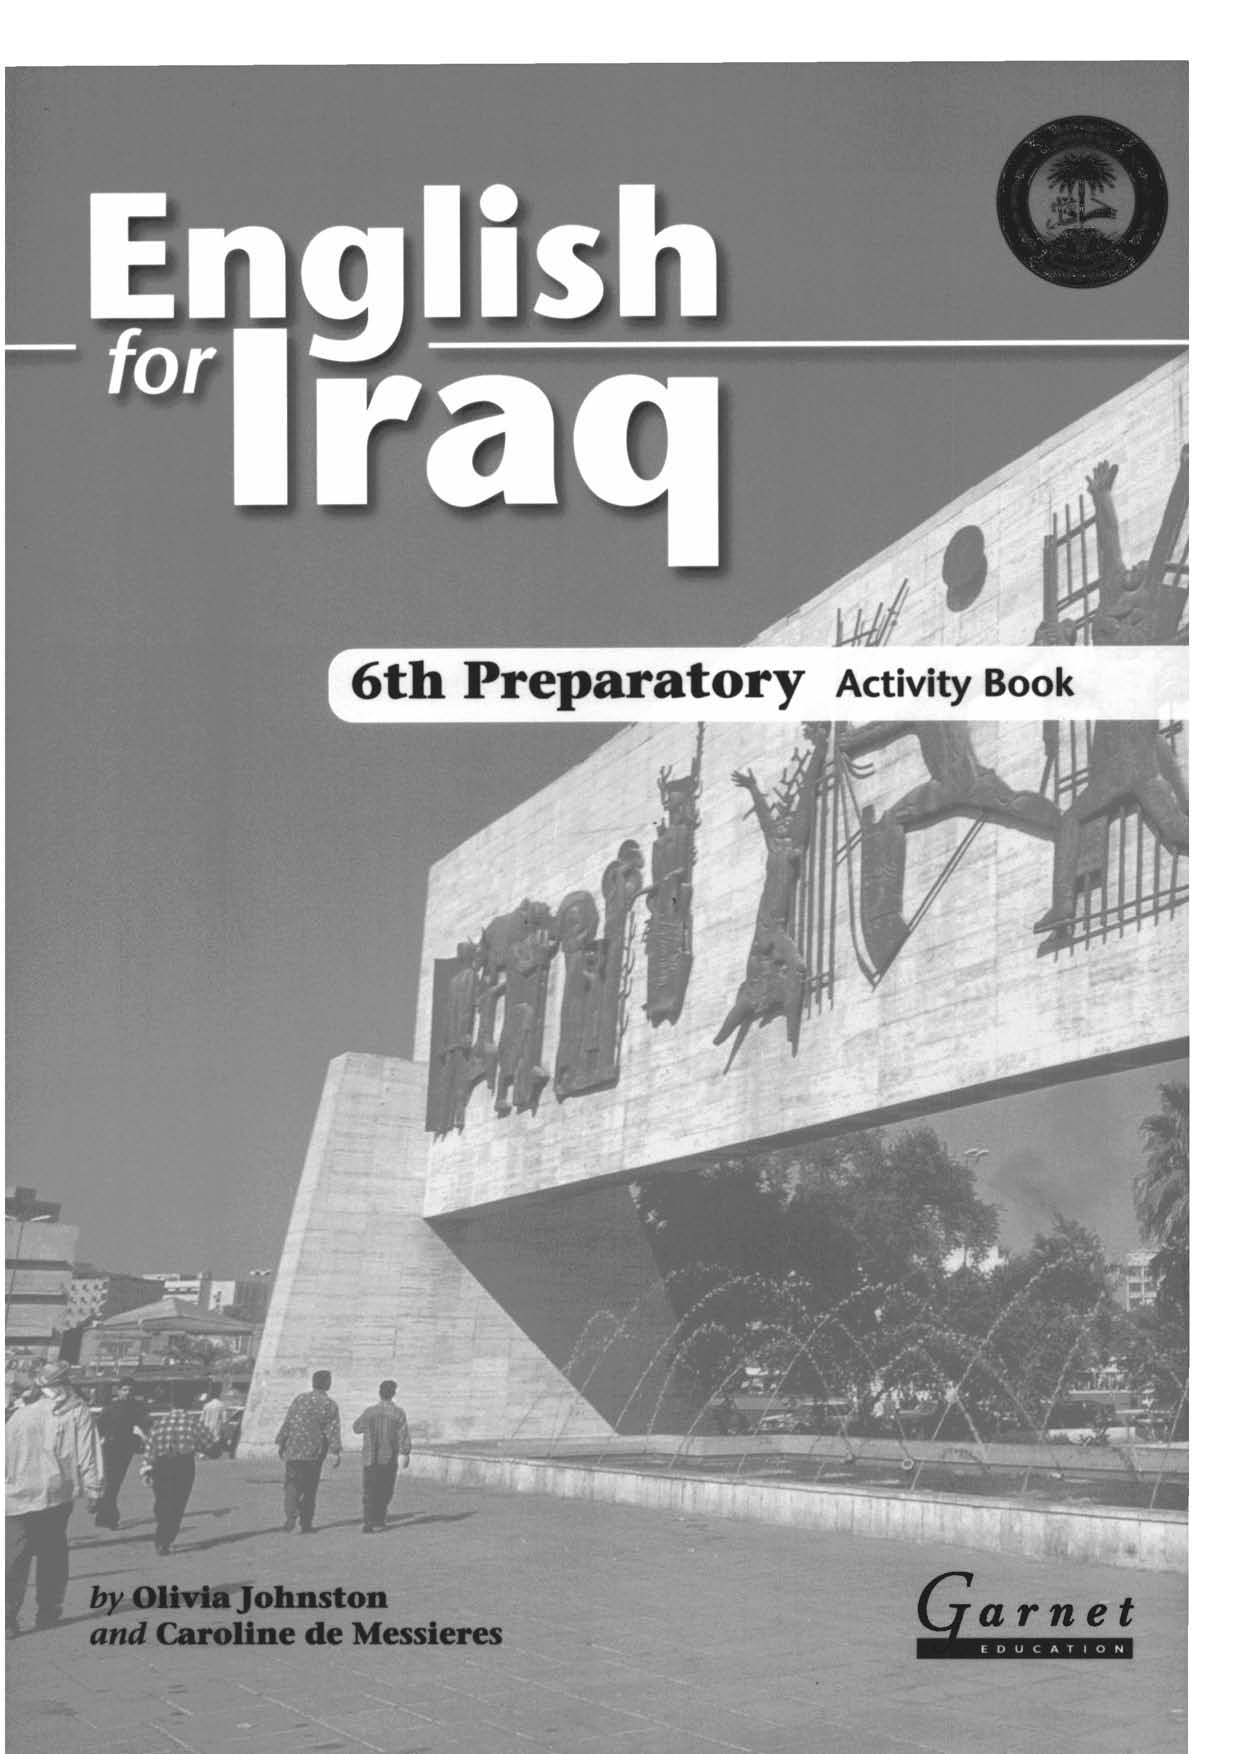 English
for Iraq
6th Preparatory Activity Book
by Olivia Johnston
and Caroline de Messieres
Garnet
EDUCATION